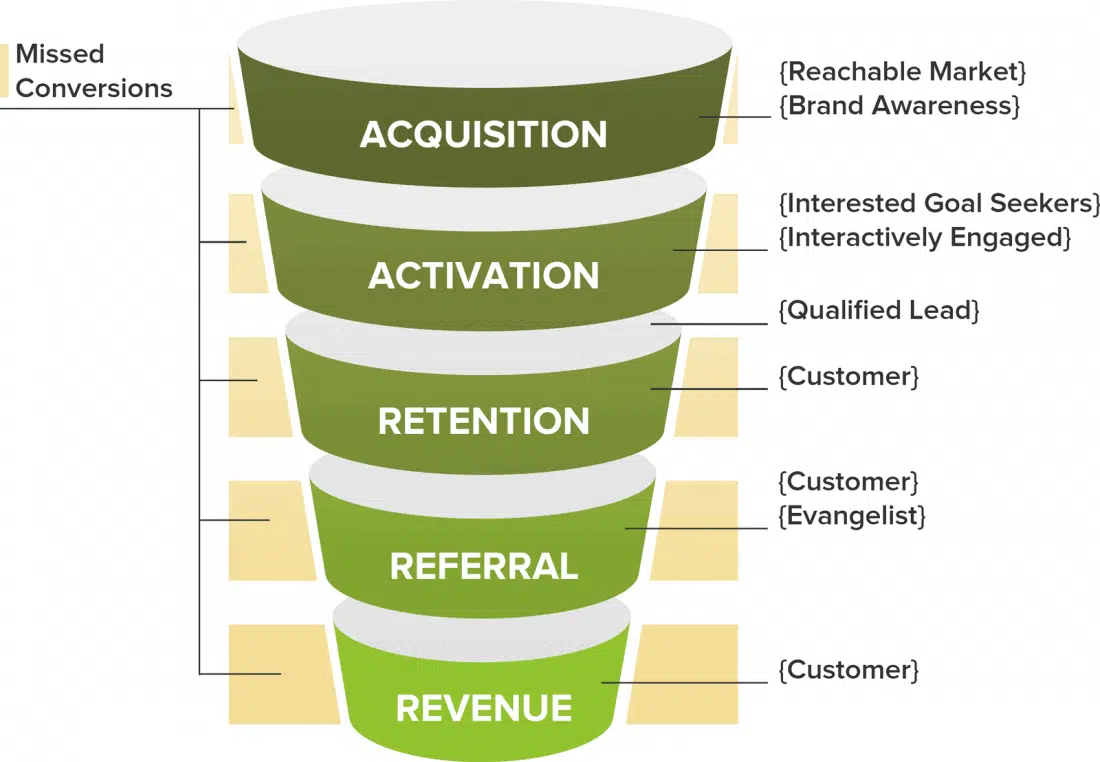 Missed
Conversions
{Reachable Market}
{Brand Awareness}
ACQUISITION
{Interested Goal Seekers}
{Interactively Engaged}
ACTIVATION
{Qualified Lead}
{Customer}
RETENTION
{Customer}
{Evangelist}
REFERRAL
{Customer}
REVENUE